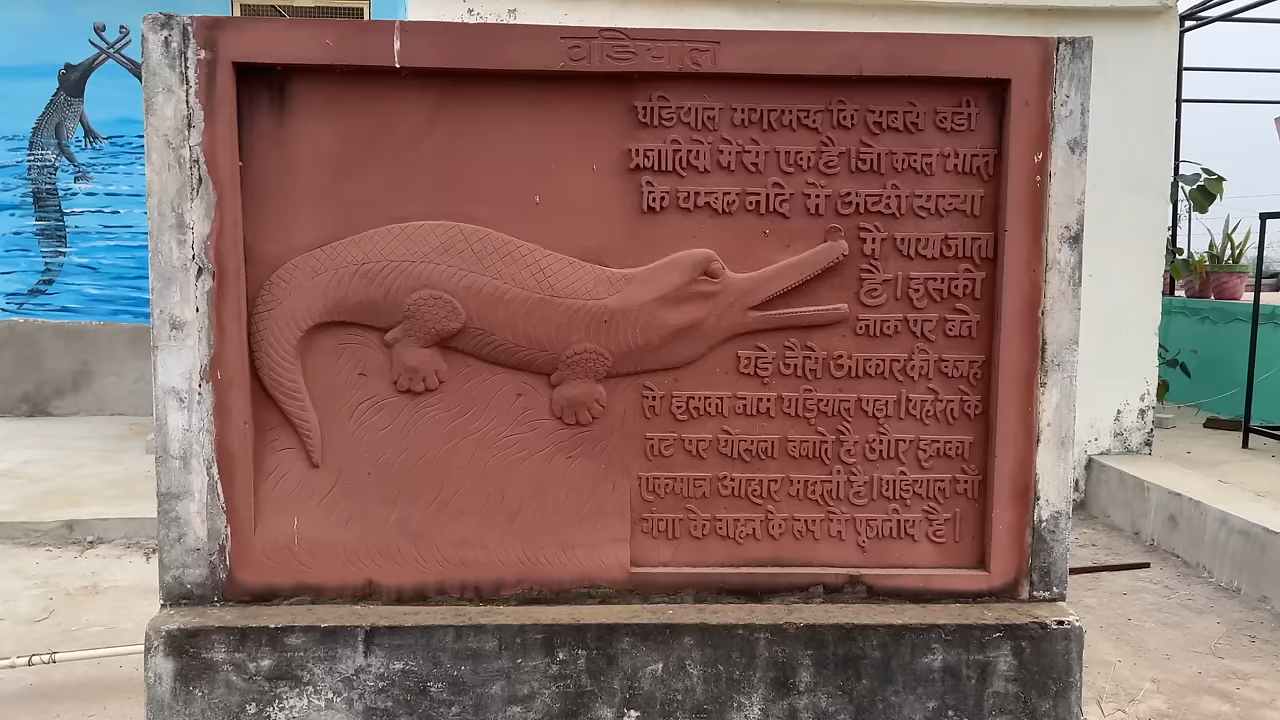 घडियाल
घडियाल मगरमच्छ कि सबसे बडी
प्रजातियों में से एक है।जो कवल भारत
कि चम्बल नदि में अच्छी सख्या
मै पाया जाता
है। इसकी
नाक पर बने
घड़े जैसे आकार की वजह
से इसका नाम घड़ियाल पड़ा।यह रेत के
तट पर घोंसला बनाते है और इनका
एकमात्र आहार मछ्ली है।घड़ियाल माँ
गंगा के वाहन के रूप में पूजनीय है।